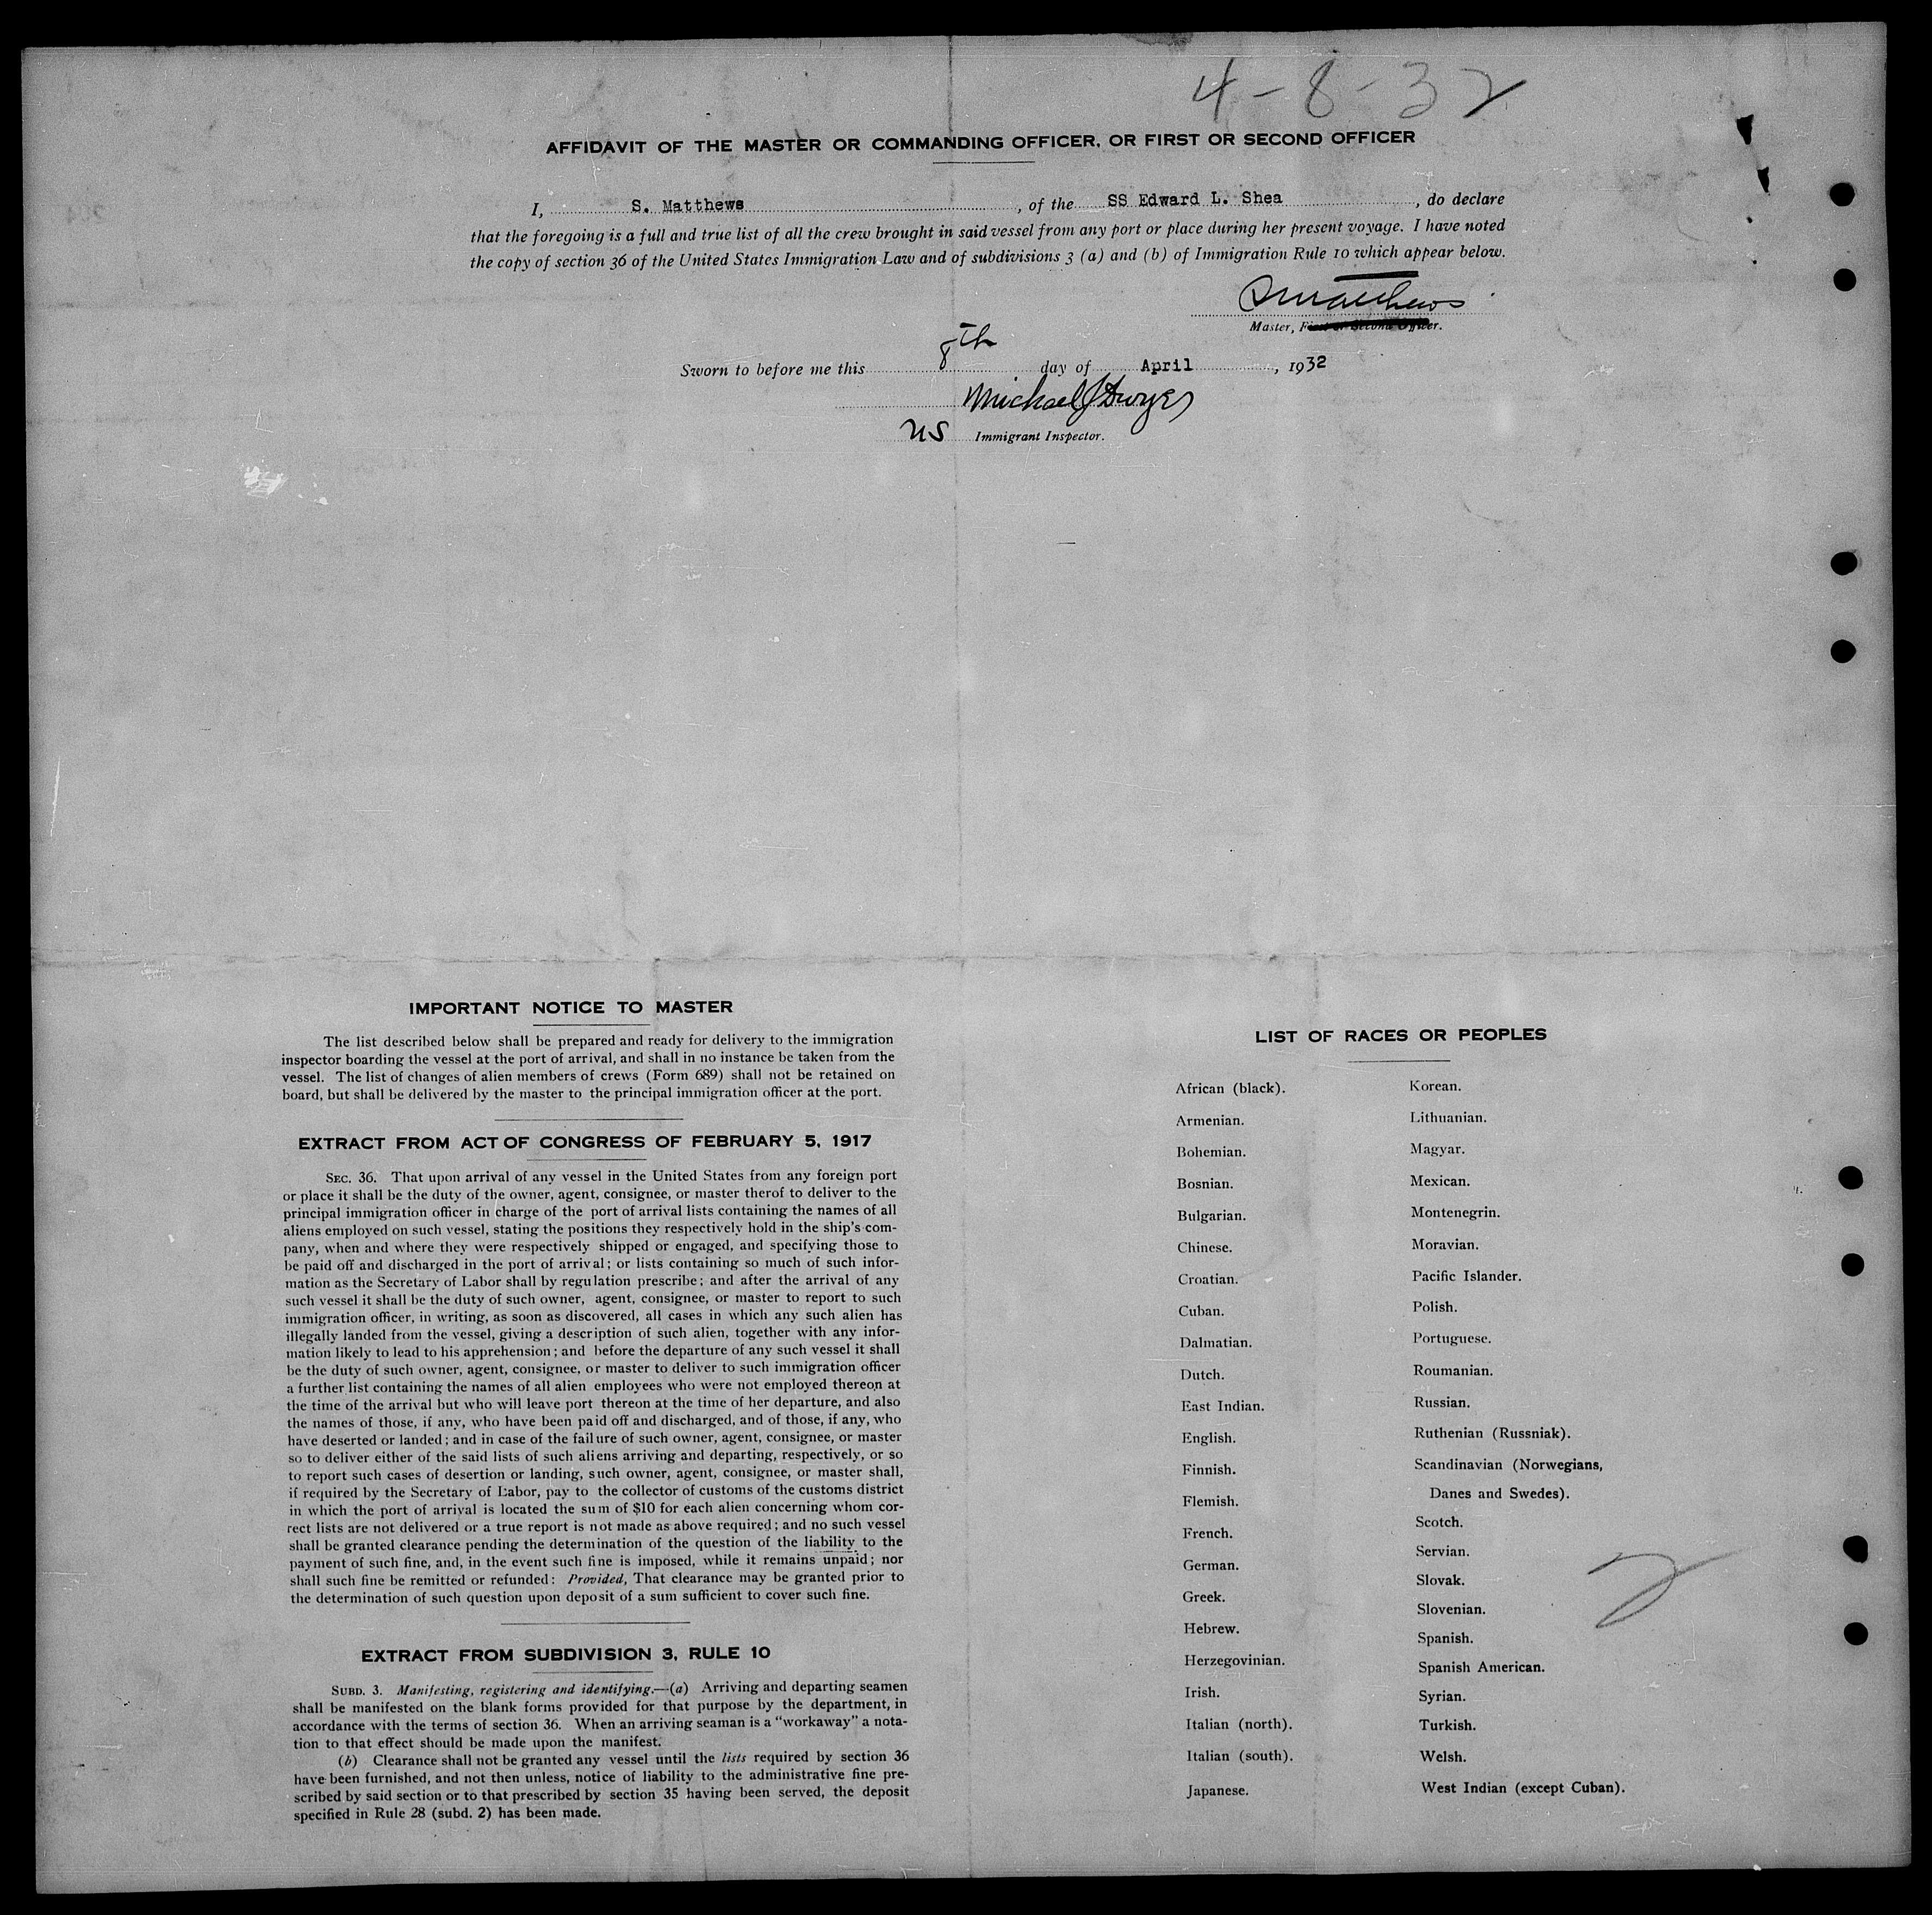 4-8-32
AFFIDAVIT OF THE MASTER OR COMMANDING OFFICER, OR FIRST OR SECOND OFFICER
I, S. Matthews, of the SS Edward L. Shea, do declare
that the foregoing is a full and true list of all the crew brought in said vessel from any port or place during her present voyage. I have noted
the copy of section 36 of the United States Immigration Law and of subdivisions 3 (a) and (b) of Immigration Rule 10 which appear below.
SMatthews
Master, First or Second Officer.
Sworn to before me this 8th day of April, 1932
Michael J Dwyer
US Immigrant Inspector.
IMPORTANT NOTICE TO MASTER
The list described below shall be prepared and ready for delivery to the immigration
inspector boarding the vessel at the port of arrival, and shall in no instance be taken from the
vessel. The list of changes of alien members of crews (Form 689) shall not be retained on
board, but shall be delivered by the master to the principal immigration officer at the port.
EXTRACT FROM ACT OF CONGRESS OF FEBRUARY 5, 1917
SEC. 36. That upon arrival of any vessel in the United States from any foreign port
or place it shall be the duty of the owner, agent, consignee, or master therof to deliver to the
principal immigration officer in charge of the port of arrival lists containing the names of all
aliens employed on such vessel, stating the positions they respectively hold in the ship's com-
pany, when and where they were respectively shipped or engaged, and specifying those to
be paid off and discharged in the port of arrival; or lists containing so much of such infor-
mation as the Secretary of Labor shall by regulation prescribe; and after the arrival of any
such vessel it shall be the duty of such owner, agent, consignee, or master to report to such
immigration officer, in writing, as soon as discovered, all cases in which any such alien has
illegally landed from the vessel, giving a description of such alien, together with any infor-
mation likely to lead to his apprehension; and before the departure of any such vessel it shall
be the duty of such owner, agent, consignee, or master to deliver to such immigration officer
a further list containing the names of all alien employees who were not employed thereon at
the time of the arrival but who will leave port thereon at the time of her departure, and also
the names of those, if any, who have been paid off and discharged, and of those, if any, who
have deserted or landed; and in case of the failure of such owner, agent, consignee, or master
so to deliver either of the said lists of such aliens arriving and departing, respectively, or so
to report such cases of desertion or landing, such owner, agent, consignee, or master shall,
if required by the Secretary of Labor, pay to the collector of customs of the customs district
in which the port of arrival is located the sum of $10 for each alien concerning whom cor-
rect lists are not delivered or a true report is not made as above required; and no such vessel
shall be granted clearance pending the determination of the question of the liability to the
payment of such fine, and, in the event such fine is imposed, while it remains unpaid; nor
shall such fine be remitted or refunded: Provided, That clearance may be granted prior to
the determination of such question upon deposit of a sum sufficient to cover such fine.
EXTRACT FROM SUBDIVISION 3, RULE 10
SUBD. 3. Manifesting, registering and identifying.—(a) Arriving and departing seamen
shall be manifested on the blank forms provided for that purpose by the department, in
accordance with the terms of section 36. When an arriving seaman is a "workaway" a nota-
tion to that effect should be made upon the manifest.
(b) Clearance shall not be granted any vessel until the lists required by section 36
have been furnished, and not then unless, notice of liability to the administrative fine pre-
scribed by said section or to that prescribed by section 35 having been served, the deposit
specified in Rule 28 (subd. 2) has been made.
LIST OF RACES OR PEOPLES
African (black).
Armenian.
Bohemian.
Bosnian.
Bulgarian.
Chinese.
Croatian.
Cuban.
Dalmatian.
Dutch.
East Indian.
English.
Finnish.
Flemish.
French.
German.
Greek.
Hebrew.
Herzegovinian.
Irish.
Italian (north).
Italian (south).
Japanese.
Korean.
Lithuanian.
Magyar.
Mexican.
Montenegrin.
Moravian.
Pacific Islander.
Polish.
Portuguese.
Roumanian.
Russian.
Ruthenian (Russniak).
Scandinavian (Norwegians,
Danes and Swedes).
Scotch.
Servian.
Slovak.
Slovenian.
Spanish.
Spanish American.
Syrian.
Turkish.
Welsh.
West Indian (except Cuban).
2